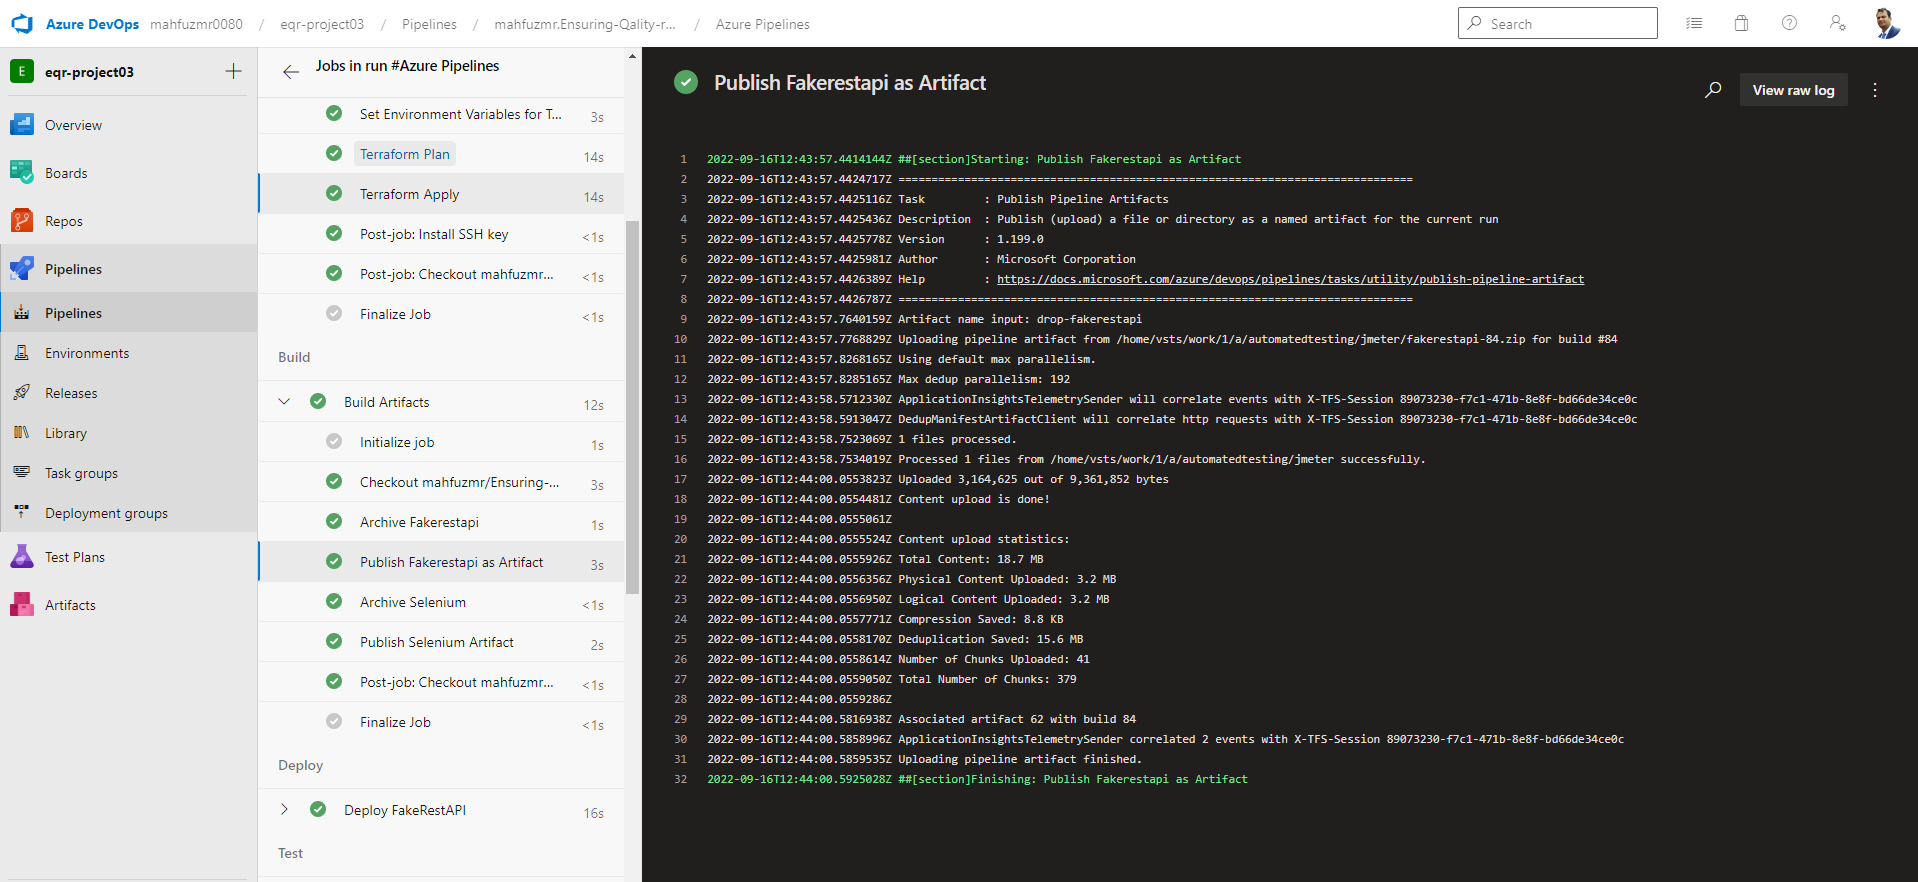 Azure DevOps mahfuzmr0080 / eqr-project03 / Pipelines / mahfuzmr.Ensuring-Qality-r... / Azure Pipelines
Search
E eqr-project03
Overview
Boards
Repos
Pipelines
Pipelines
Environments
Releases
Library
Task groups
Deployment groups
Test Plans
Artifacts
Jobs in run #Azure Pipelines
Set Environment Variables for T... 3s
Terraform Plan 14s
Terraform Apply 14s
Post-job: Install SSH key <1s
Post-job: Checkout mahfuzmr... <1s
Finalize Job <1s
Build
Build Artifacts 12s
Initialize job 1s
Checkout mahfuzmr/Ensuring-... 3s
Archive Fakerestapi 1s
Publish Fakerestapi as Artifact 3s
Archive Selenium <1s
Publish Selenium Artifact 2s
Post-job: Checkout mahfuzmr... <1s
Finalize Job <1s
Deploy
Deploy FakeRestAPI 16s
Test
Publish Fakerestapi as Artifact
View raw log
1 2022-09-16T12:43:57.4414144Z ##[section]Starting: Publish Fakerestapi as Artifact
2 2022-09-16T12:43:57.4424717Z ==============================================================================
3 2022-09-16T12:43:57.4425116Z Task         : Publish Pipeline Artifacts
4 2022-09-16T12:43:57.4425436Z Description  : Publish (upload) a file or directory as a named artifact for the current run
5 2022-09-16T12:43:57.4425778Z Version      : 1.199.0
6 2022-09-16T12:43:57.4425981Z Author       : Microsoft Corporation
7 2022-09-16T12:43:57.4426389Z Help         : https://docs.microsoft.com/azure/devops/pipelines/tasks/utility/publish-pipeline-artifact
8 2022-09-16T12:43:57.4426787Z ==============================================================================
9 2022-09-16T12:43:57.7640159Z Artifact name input: drop-fakerestapi
10 2022-09-16T12:43:57.7768829Z Uploading pipeline artifact from /home/vsts/work/1/a/automatedtesting/jmeter/fakerestapi-84.zip for build #84
11 2022-09-16T12:43:57.8268165Z Using default max parallelism.
12 2022-09-16T12:43:57.8285165Z Max dedup parallelism: 192
13 2022-09-16T12:43:58.5712330Z ApplicationInsightsTelemetrySender will correlate events with X-TFS-Session 89073230-f7c1-471b-8e8f-bd66de34ce0c
14 2022-09-16T12:43:58.5913047Z DedupManifestArtifactClient will correlate http requests with X-TFS-Session 89073230-f7c1-471b-8e8f-bd66de34ce0c
15 2022-09-16T12:43:58.7523069Z 1 files processed.
16 2022-09-16T12:43:58.7534019Z Processed 1 files from /home/vsts/work/1/a/automatedtesting/jmeter successfully.
17 2022-09-16T12:44:00.0553823Z Uploaded 3,164,625 out of 9,361,852 bytes
18 2022-09-16T12:44:00.0554481Z Content upload is done!
19 2022-09-16T12:44:00.0555061Z
20 2022-09-16T12:44:00.0555524Z Content upload statistics:
21 2022-09-16T12:44:00.0555926Z Total Content: 18.7 MB
22 2022-09-16T12:44:00.0556356Z Physical Content Uploaded: 3.2 MB
23 2022-09-16T12:44:00.0556950Z Logical Content Uploaded: 3.2 MB
24 2022-09-16T12:44:00.0557771Z Compression Saved: 8.8 KB
25 2022-09-16T12:44:00.0558170Z Deduplication Saved: 15.6 MB
26 2022-09-16T12:44:00.0558614Z Number of Chunks Uploaded: 41
27 2022-09-16T12:44:00.0559050Z Total Number of Chunks: 379
28 2022-09-16T12:44:00.0559286Z
29 2022-09-16T12:44:00.5816938Z Associated artifact 62 with build 84
30 2022-09-16T12:44:00.5858996Z ApplicationInsightsTelemetrySender correlated 2 events with X-TFS-Session 89073230-f7c1-471b-8e8f-bd66de34ce0c
31 2022-09-16T12:44:00.5859535Z Uploading pipeline artifact finished.
32 2022-09-16T12:44:00.5925028Z ##[section]Finishing: Publish Fakerestapi as Artifact